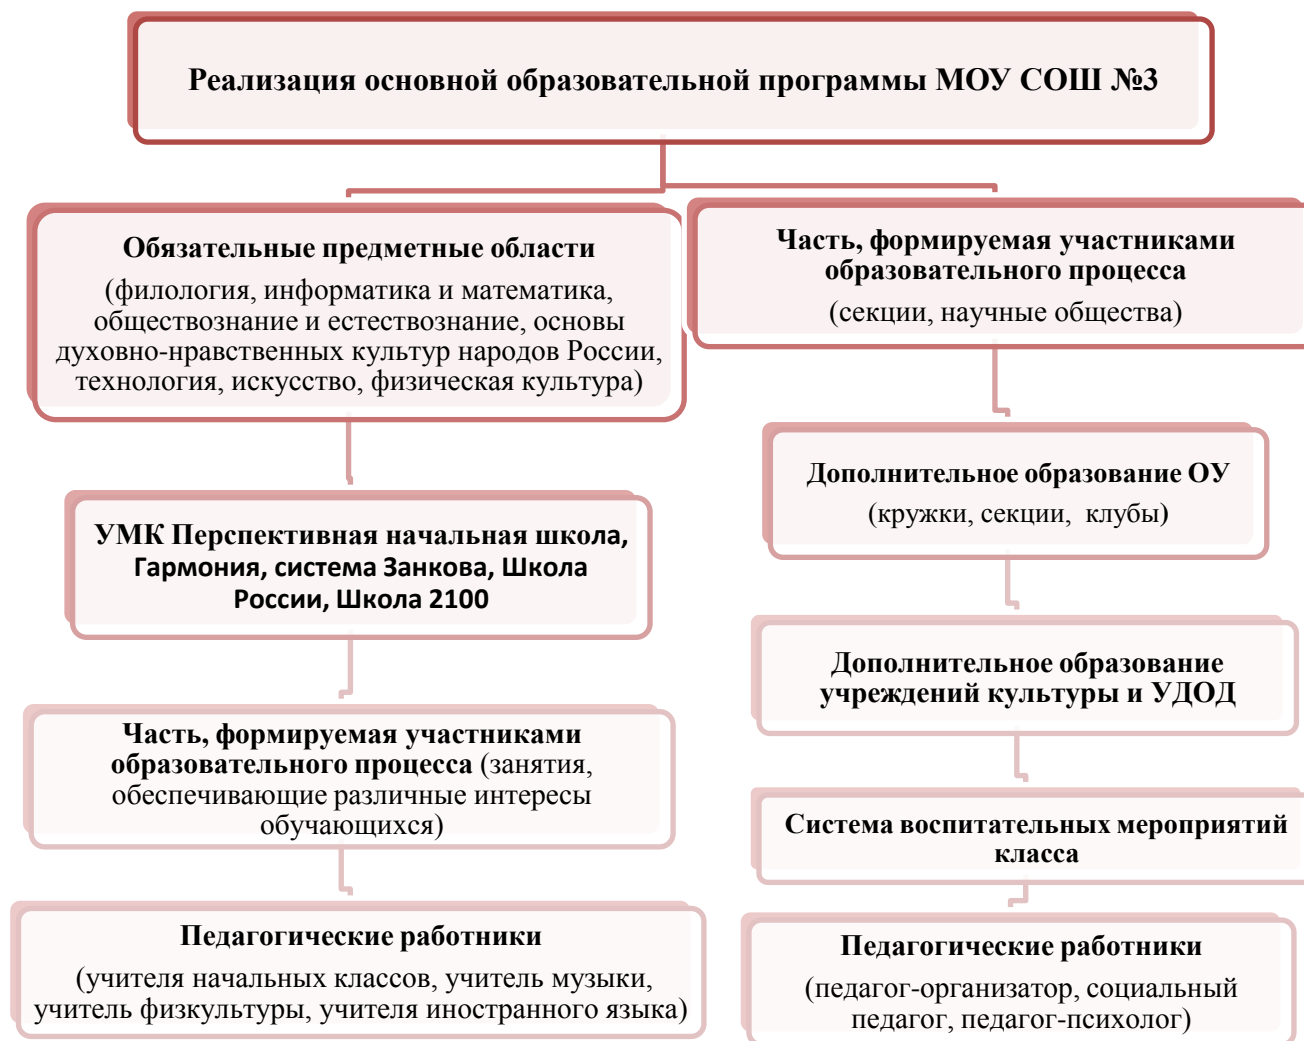 Реализация основной образовательной программы МОУ СОШ №3
Обязательные предметные области
(филология, информатика и математика,
обществознание и естествознание, основы
духовно-нравственных культур народов России,
технология, искусство, физическая культура)
УМК Перспективная начальная школа,
Гармония, система Занкова, Школа
России, Школа 2100
Часть, формируемая участниками
образовательного процесса (занятия,
обеспечивающие различные интересы
обучающихся)
Педагогические работники
(учителя начальных классов, учитель музыки,
учитель физкультуры, учителя иностранного языка)
Часть, формируемая участниками
образовательного процесса
(секции, научные общества)
Дополнительное образование ОУ
(кружки, секции, клубы)
Дополнительное образование
учреждений культуры и УДОД
Система воспитательных мероприятий
класса
Педагогические работники
(педагог-организатор, социальный
педагог, педагог-психолог)